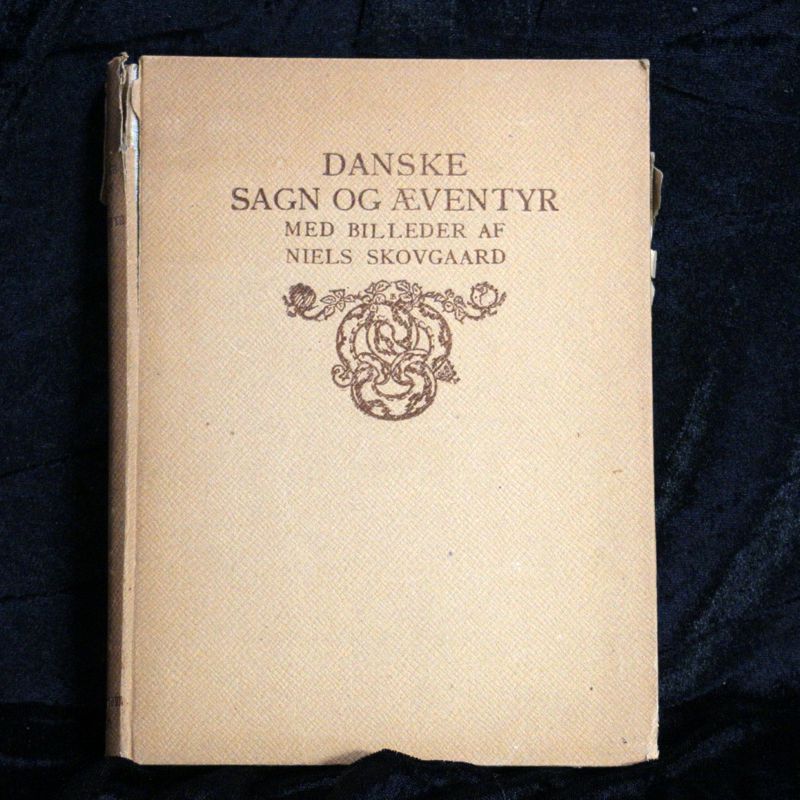 DANSKE
SAGN OG ÆVENTYR
MED BILLEDER AF
NIELS SKOVGAARD